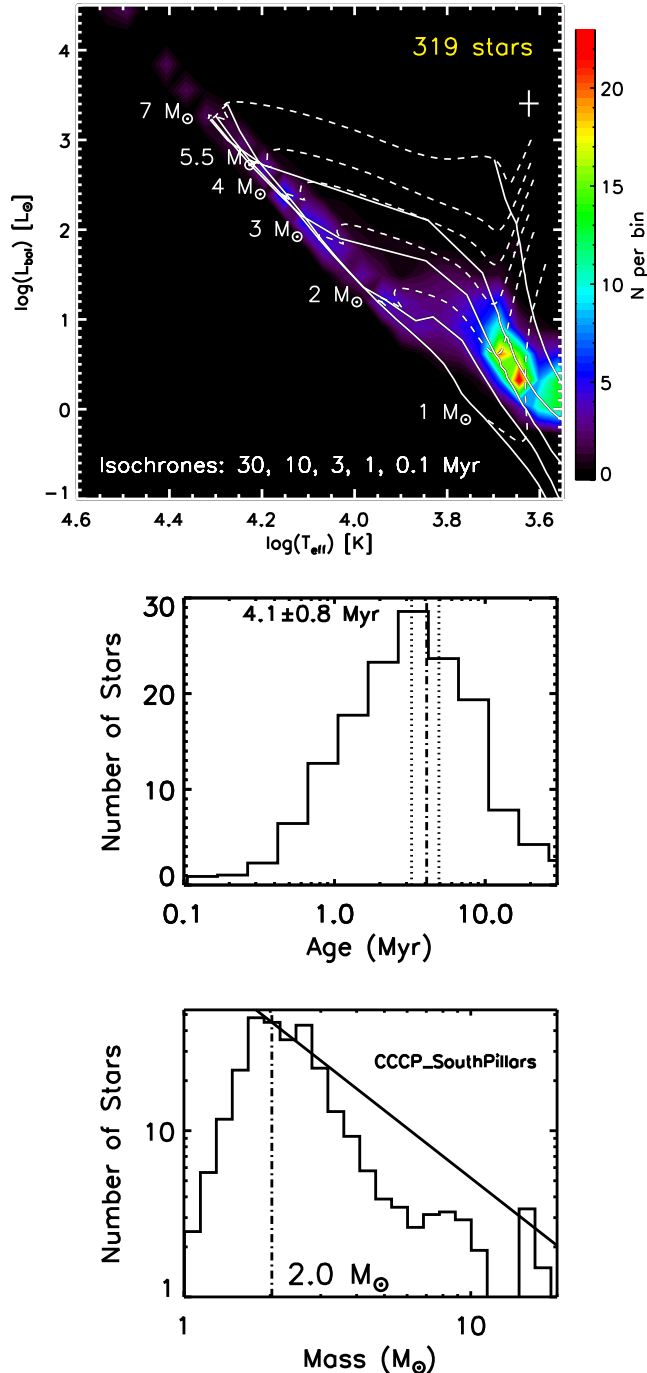 319 stars
4
3
2
1
0
-1
log(L_bol) [L⊙]
7 M⊙
5.5 M⊙
4 M⊙
3 M⊙
2 M⊙
1 M⊙
Isochrones: 30, 10, 3, 1, 0.1 Myr
4.6 4.4 4.2 4.0 3.8 3.6
log(T_eff) [K]
20
15
10
5
0
N per bin
30
20
10
0
Number of Stars
4.1±0.8 Myr
0.1 1.0 10.0
Age (Myr)
10
1
Number of Stars
CCCP_SouthPillars
2.0 M⊙
1 10
Mass (M⊙)